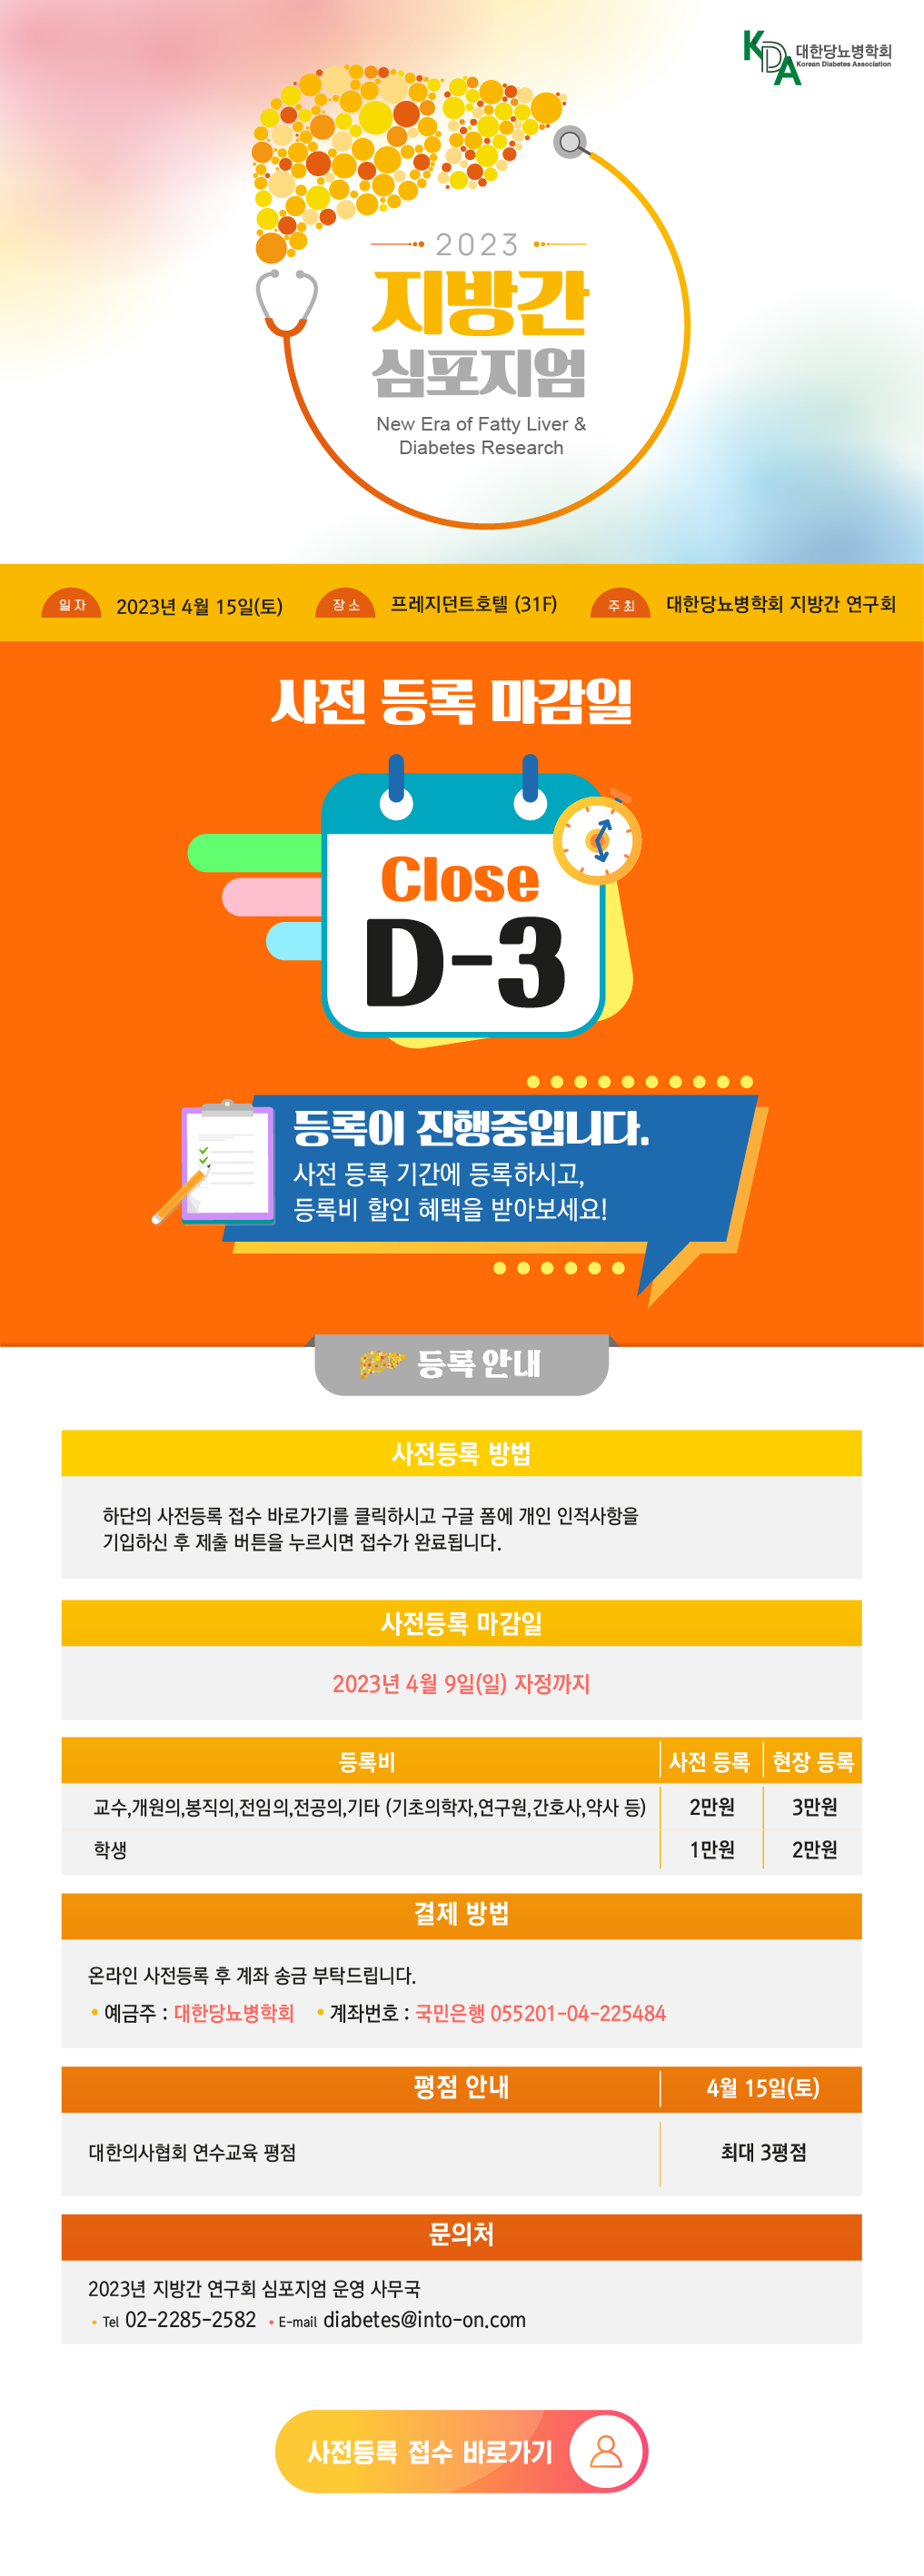 KDA 대한당뇨병학회
Korean Diabetes Association
2023
지방간
심포지엄
New Era of Fatty Liver &
Diabetes Research
일자 2023년 4월 15일(토) 장소 프레지던트호텔 (31F) 주최 대한당뇨병학회 지방간 연구회
사전 등록 마감일
Close
D-3
등록이 진행중입니다.
사전 등록 기간에 등록하시고,
등록비 할인 혜택을 받아보세요!
등록 안내
사전등록 방법
하단의 사전등록 접수 바로가기를 클릭하시고 구글 폼에 개인 인적사항을
기입하신 후 제출 버튼을 누르시면 접수가 완료됩니다.
사전등록 마감일
2023년 4월 9일(일) 자정까지
등록비 사전 등록 현장 등록
교수,개원의,봉직의,전임의,전공의,기타 (기초의학자,연구원,간호사,약사 등) 2만원 3만원
학생 1만원 2만원
결제 방법
온라인 사전등록 후 계좌 송금 부탁드립니다.
• 예금주 : 대한당뇨병학회 • 계좌번호 : 국민은행 055201-04-225484
평점 안내 4월 15일(토)
대한의사협회 연수교육 평점 최대 3평점
문의처
2023년 지방간 연구회 심포지엄 운영 사무국
• Tel 02-2285-2582 • E-mail diabetes@into-on.com
사전등록 접수 바로가기